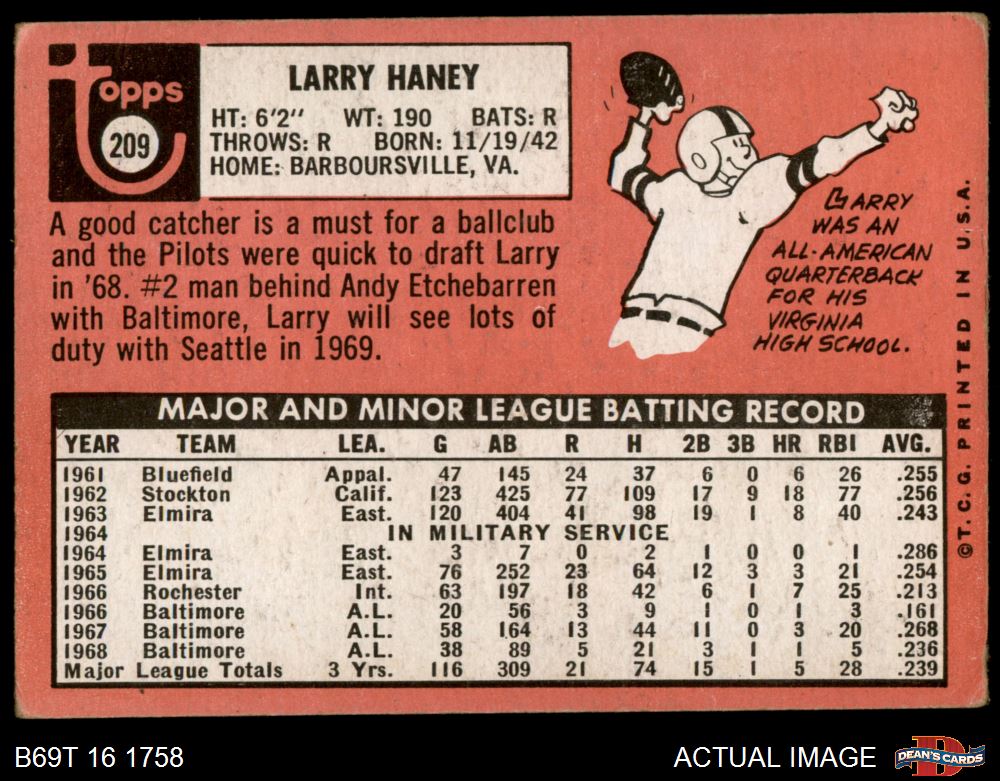 topps
209
LARRY HANEY
HT: 6'2" WT: 190 BATS: R
THROWS: R BORN: 11/19/42
HOME: BARBOURSVILLE, VA.
A good catcher is a must for a ballclub
and the Pilots were quick to draft Larry
in '68. #2 man behind Andy Etchebarren
with Baltimore, Larry will see lots of
duty with Seattle in 1969.
LARRY
WAS AN
ALL-AMERICAN
QUARTERBACK
FOR HIS
VIRGINIA
HIGH SCHOOL.
©T.C.G. PRINTED IN U.S.A.
MAJOR AND MINOR LEAGUE BATTING RECORD
YEAR TEAM LEA. G AB R H 2B 3B HR RBI AVG.
1961 Bluefield Appal. 47 145 24 37 6 0 6 26 .255
1962 Stockton Calif. 123 425 77 109 17 9 18 77 .256
1963 Elmira East. 120 404 41 98 19 1 8 40 .243
1964 IN MILITARY SERVICE
1964 Elmira East. 3 7 0 2 1 0 0 1 .286
1965 Elmira East. 76 252 23 64 12 3 3 21 .254
1966 Rochester Int. 63 197 18 42 6 1 7 25 .213
1966 Baltimore A.L. 20 56 3 9 1 0 1 3 .161
1967 Baltimore A.L. 58 164 13 44 11 0 3 20 .268
1968 Baltimore A.L. 38 89 5 21 3 1 1 5 .236
Major League Totals 3 Yrs. 116 309 21 74 15 1 5 28 .239
B69T 16 1758
ACTUAL IMAGE
D
DEAN'S CARDS